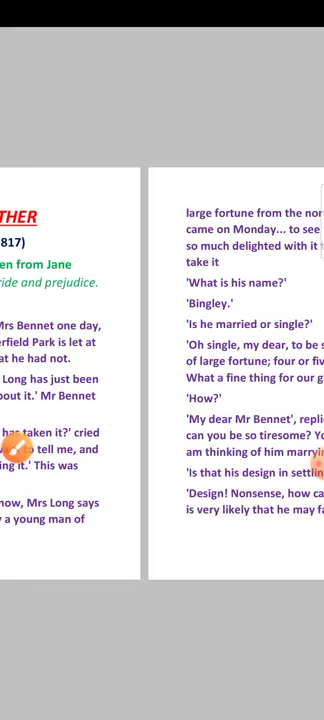 THER
817)
en from Jane
ride and prejudice.
Mrs Bennet one day,
erfield Park is let at
at he had not.
Long has just been
bout it.' Mr Bennet
has taken it?' cried
to tell me, and
ing it.' This was
now, Mrs Long says
y a young man of
large fortune from the nor
came on Monday... to see
so much delighted with it
take it
'What is his name?'
'Bingley.'
'Is he married or single?'
'Oh single, my dear, to be s
of large fortune; four or fiv
What a fine thing for our g
'How?'
'My dear Mr Bennet', repli
can you be so tiresome? Yo
am thinking of him marryin
'Is that his design in settlin
'Design! Nonsense, how ca
is very likely that he may fa